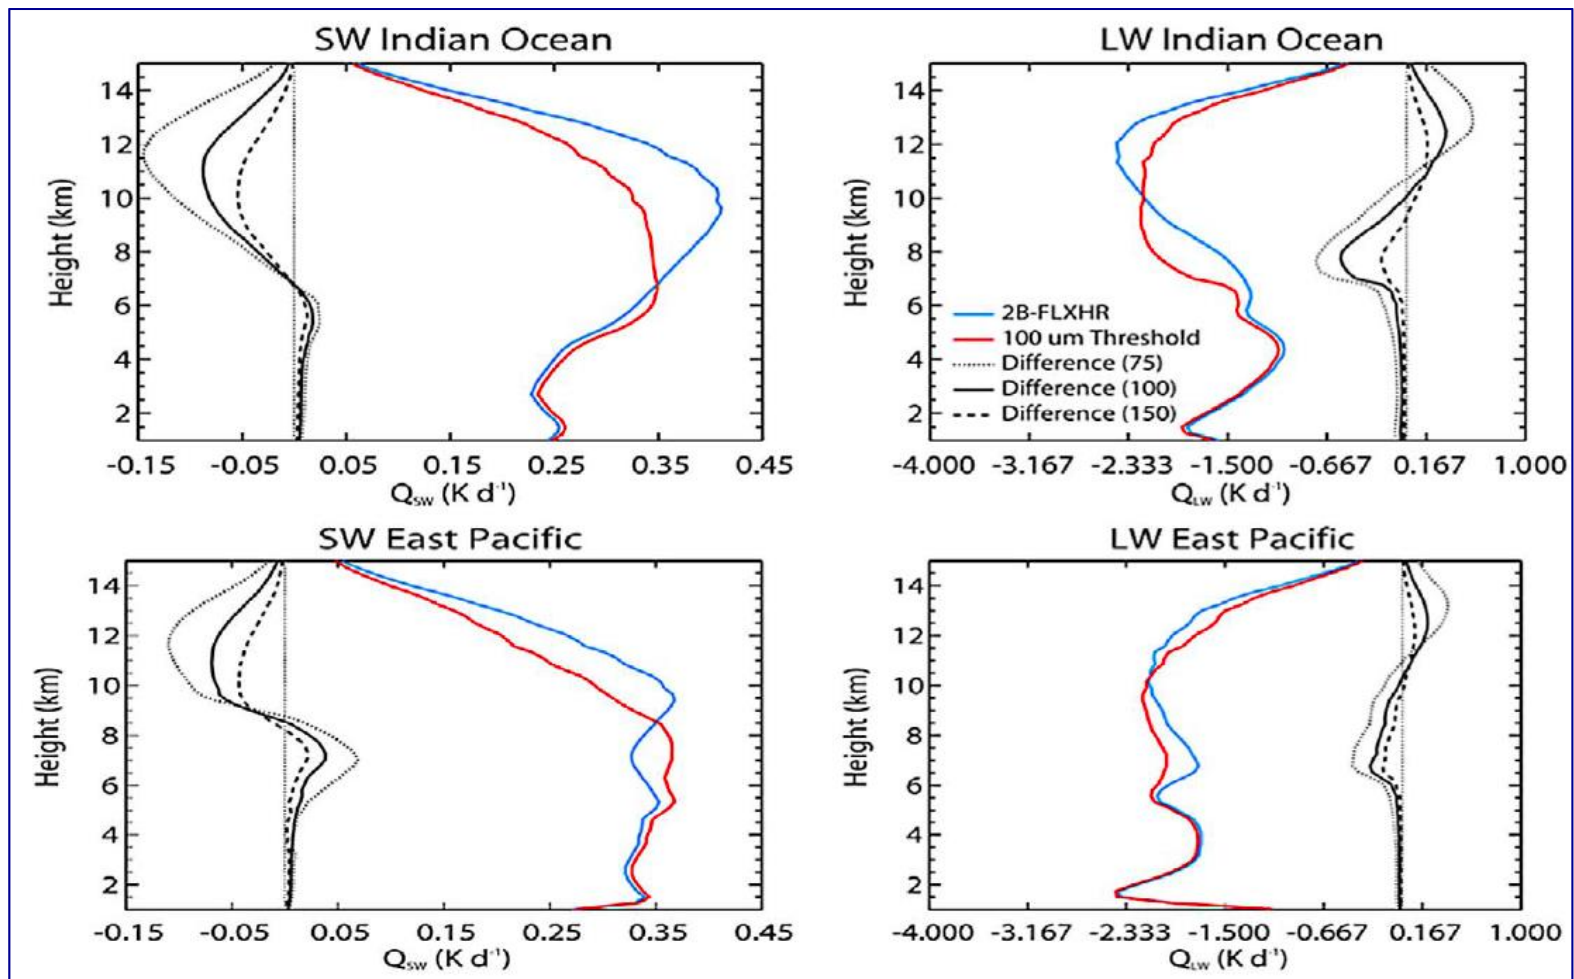 SW Indian Ocean
14
12
10
8
6
4
2
Height (km)
-0.15 -0.05 0.05 0.15 0.25 0.35 0.45
Q_SW (K d⁻¹)
LW Indian Ocean
14
12
10
8
6
4
2
Height (km)
2B-FLXHR
100 um Threshold
Difference (75)
Difference (100)
Difference (150)
-4.000 -3.167 -2.333 -1.500 -0.667 0.167 1.000
Q_LW (K d⁻¹)
SW East Pacific
14
12
10
8
6
4
2
Height (km)
-0.15 -0.05 0.05 0.15 0.25 0.35 0.45
Q_SW (K d⁻¹)
LW East Pacific
14
12
10
8
6
4
2
Height (km)
-4.000 -3.167 -2.333 -1.500 -0.667 0.167 1.000
Q_LW (K d⁻¹)